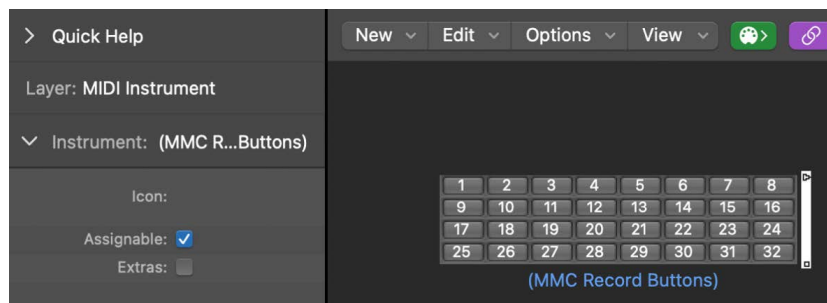 Quick Help
New Edit Options View
Layer: MIDI Instrument
Instrument: (MMC R...Buttons)
Icon:
Assignable:
Extras:
1 2 3 4 5 6 7 8
9 10 11 12 13 14 15 16
17 18 19 20 21 22 23 24
25 26 27 28 29 30 31 32
(MMC Record Buttons)